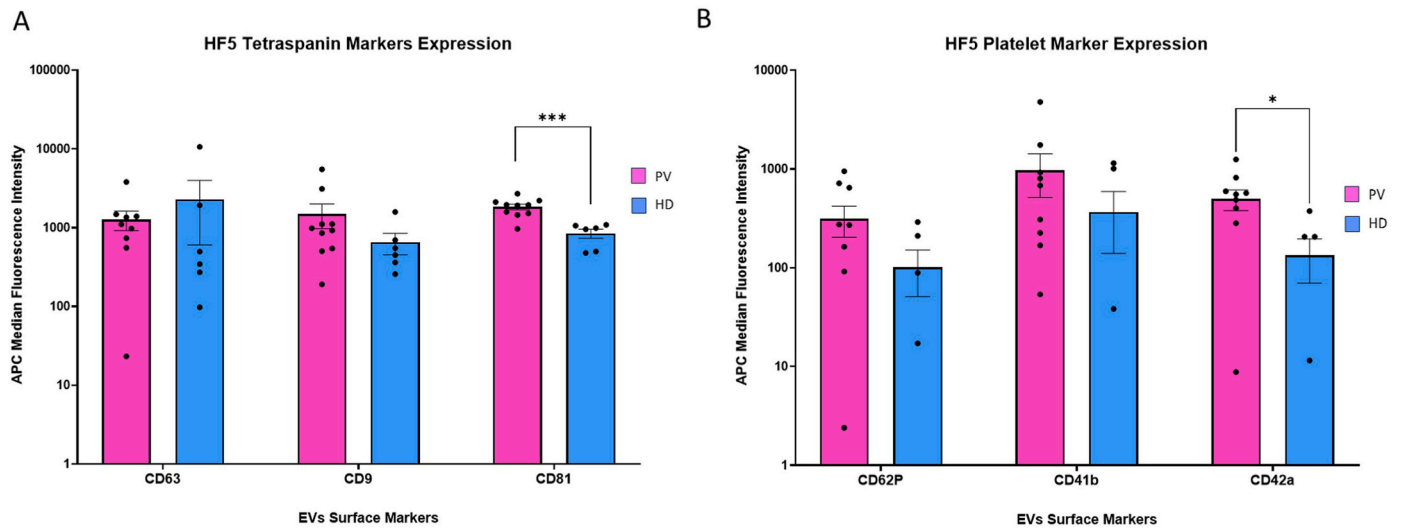 A
HF5 Tetraspanin Markers Expression
APC Median Fluorescence Intensity
100000
10000
1000
100
10
1
***
PV
HD
CD63 CD9 CD81
EVs Surface Markers
B
HF5 Platelet Marker Expression
APC Median Fluorescence Intensity
10000
1000
100
10
1
*
PV
HD
CD62P CD41b CD42a
EVs Surface Markers